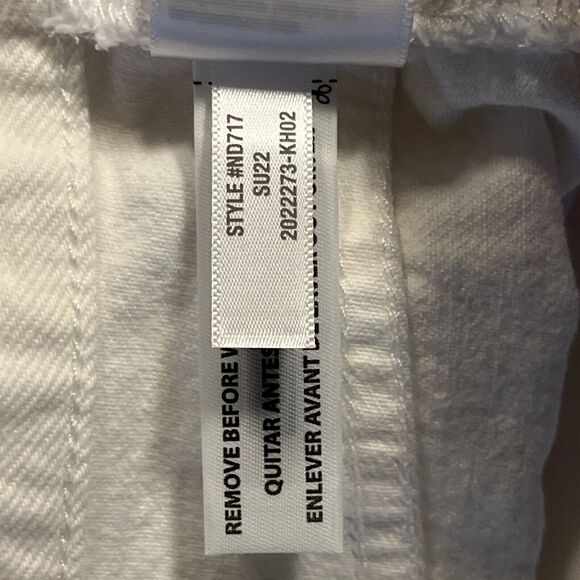 STYLE #ND717
SU22
2022273-KH02
REMOVE BEFORE
QUITAR ANTES
ENLEVER AVANT